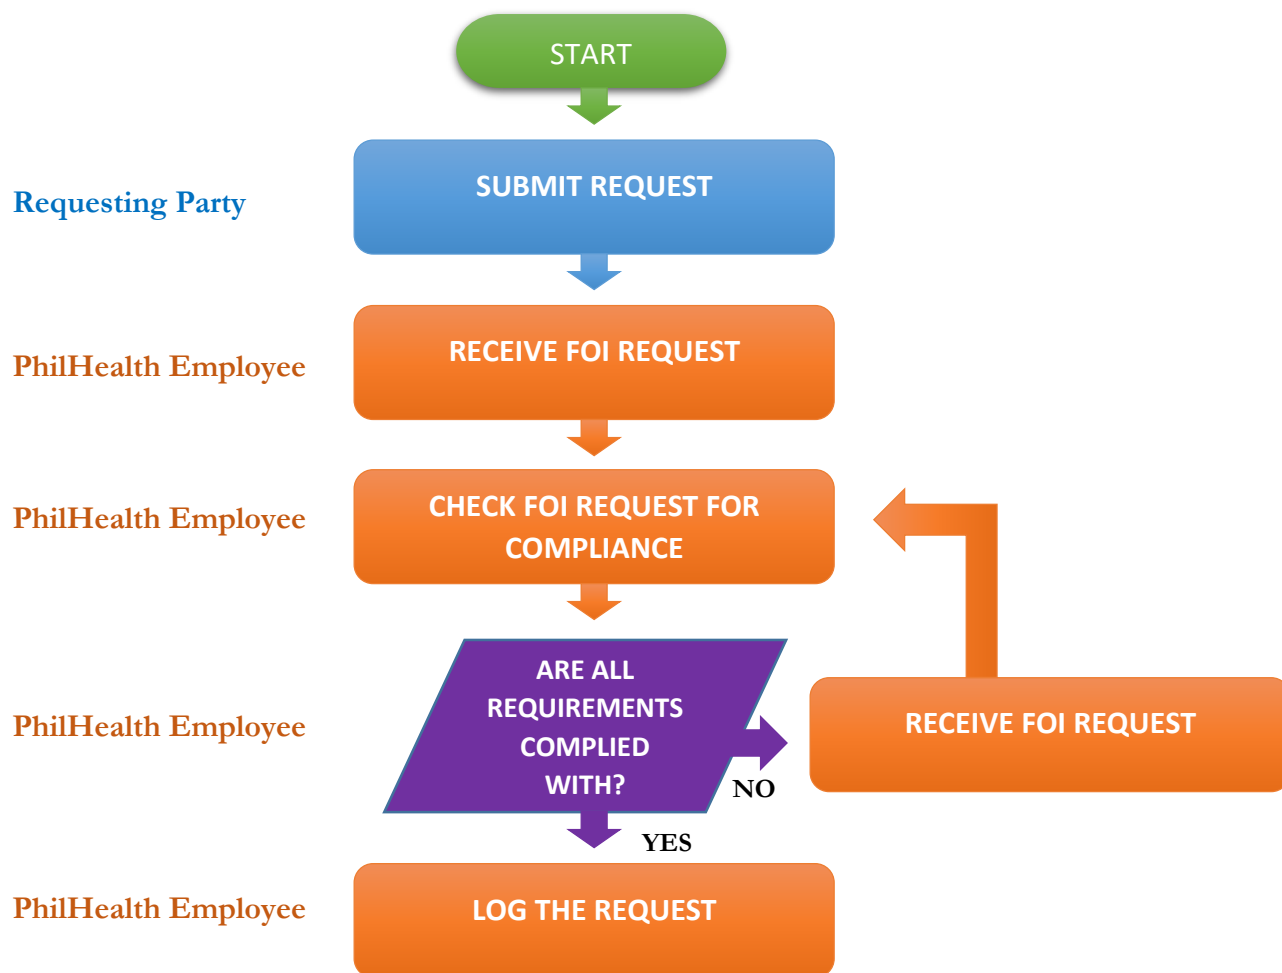 START
Requesting Party
SUBMIT REQUEST
PhilHealth Employee
RECEIVE FOI REQUEST
PhilHealth Employee
CHECK FOI REQUEST FOR
COMPLIANCE
PhilHealth Employee
ARE ALL
REQUIREMENTS
COMPLIED
WITH?
NO
RECEIVE FOI REQUEST
YES
PhilHealth Employee
LOG THE REQUEST